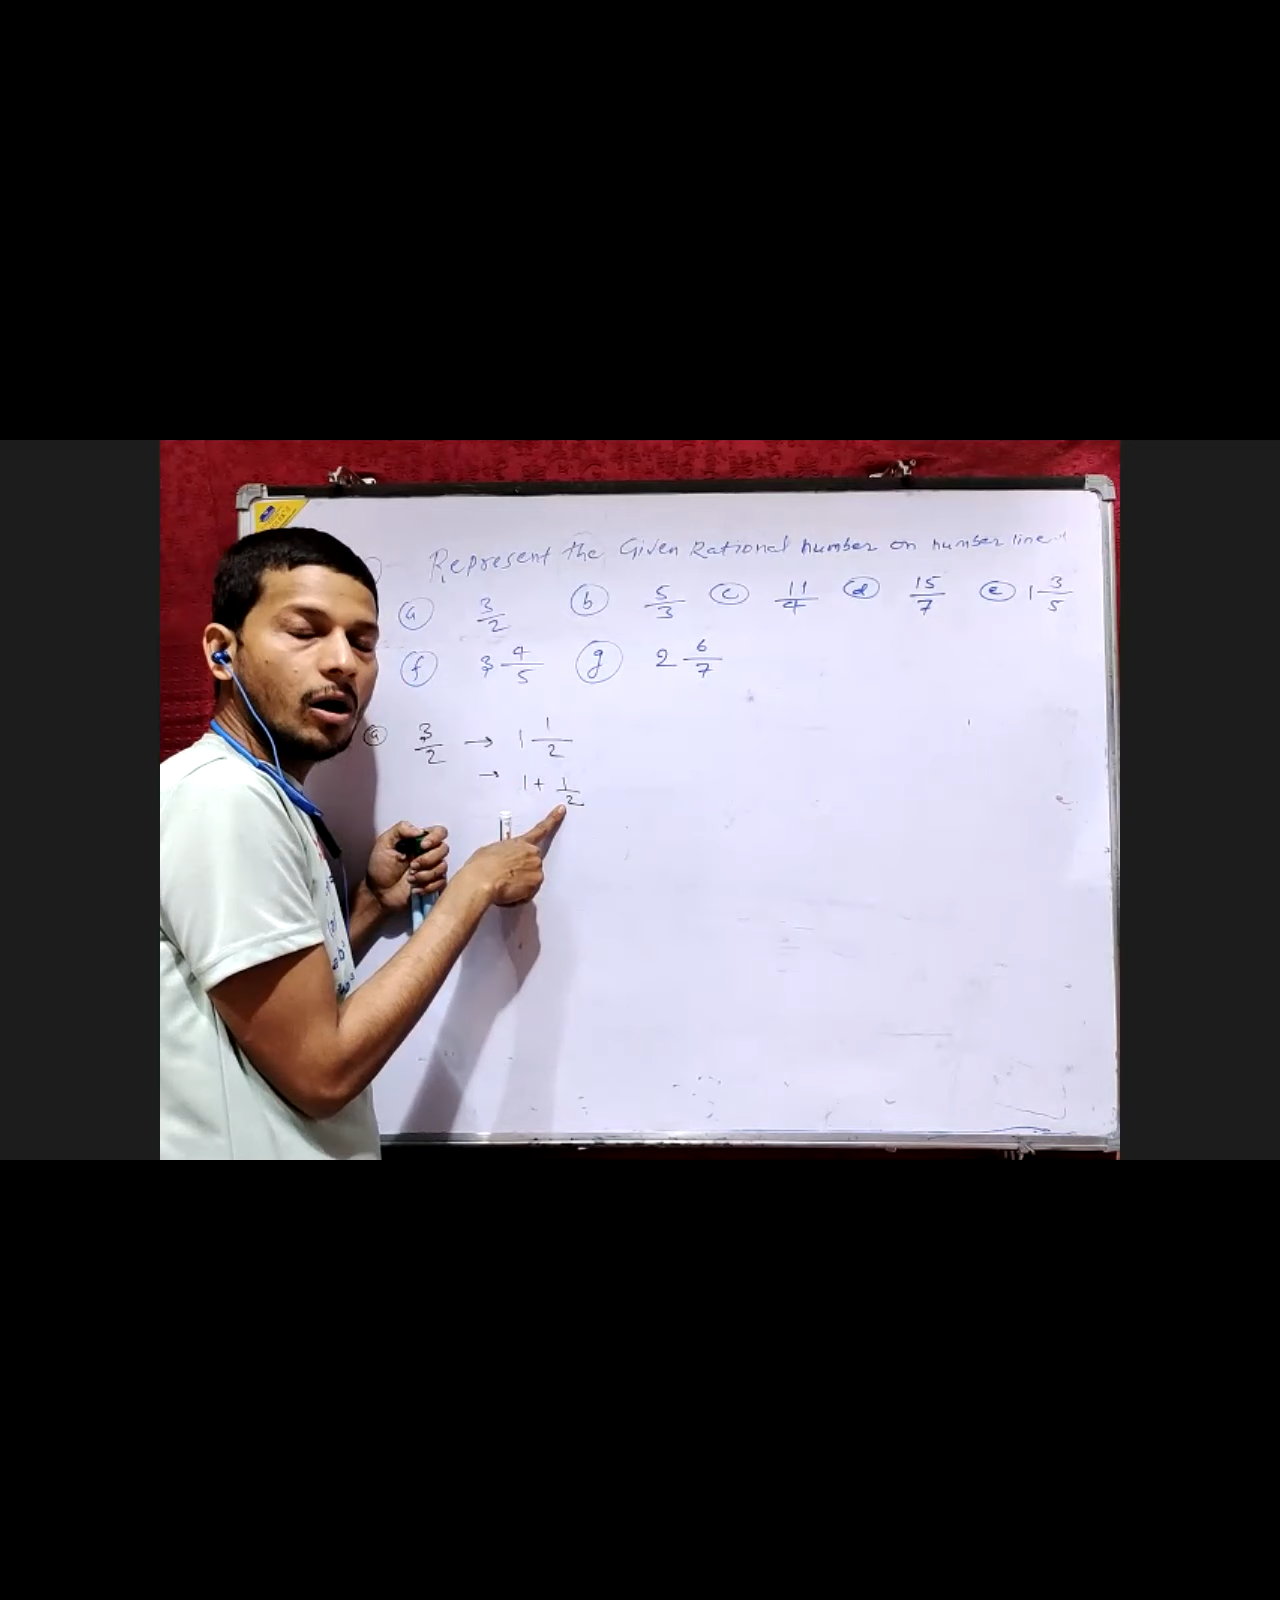 Represent the Given Rational number on number line.
(a) 3/2 (b) 5/3 (c) 11/4 (d) 15/7 (e) 1 3/5
(f) 3 4/5 (g) 2 6/7
(a) 3/2 → 1 1/2
→ 1 + 1/2